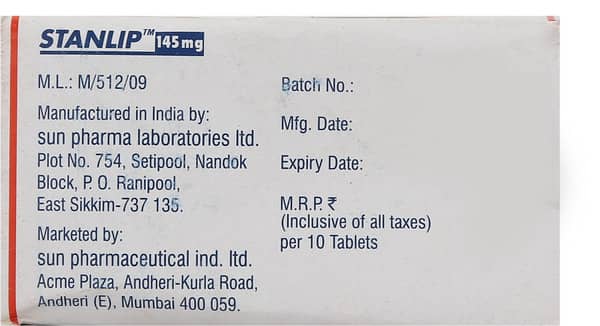 STANLIP™ 145mg
M.L.: M/512/09
Manufactured in India by:
sun pharma laboratories ltd.
Plot No. 754, Setipool, Nandok
Block, P. O. Ranipool,
East Sikkim-737 135.
Marketed by:
sun pharmaceutical ind. ltd.
Acme Plaza, Andheri-Kurla Road,
Andheri (E), Mumbai 400 059.
Batch No.:
Mfg. Date:
Expiry Date:
M.R.P. ₹
(Inclusive of all taxes)
per 10 Tablets